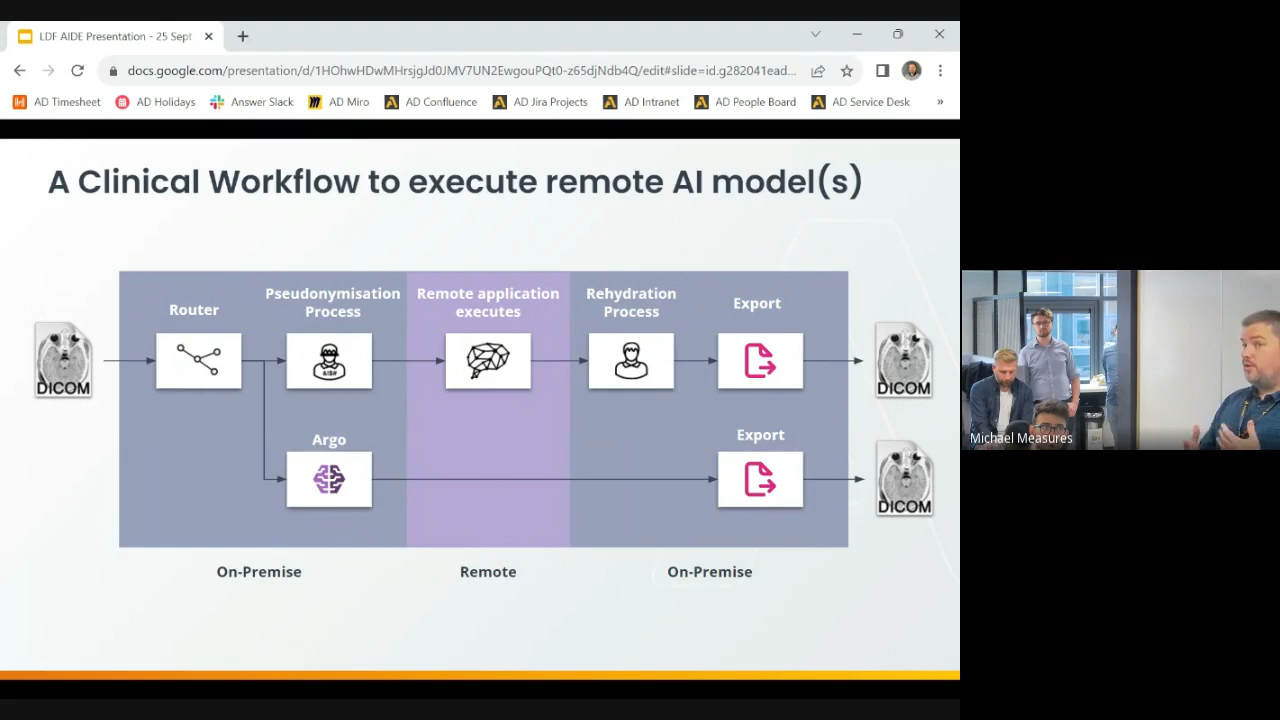 LDF AIDE Presentation - 25 Sept
docs.google.com/presentation/d/1HOhwHDwMHrsjgJd0JMV7UN2EwgouPQt0-z65djNdb4Q/edit#slide=id.g282041ead...
AD Timesheet AD Holidays Answer Slack AD Miro AD Confluence AD Jira Projects AD Intranet AD People Board AD Service Desk »
A Clinical Workflow to execute remote AI model(s)
Router
Pseudonymisation
Process
Remote application
executes
Rehydration
Process
Export
DICOM
DICOM
Argo
Export
DICOM
On-Premise
Remote
On-Premise
Michael Measures